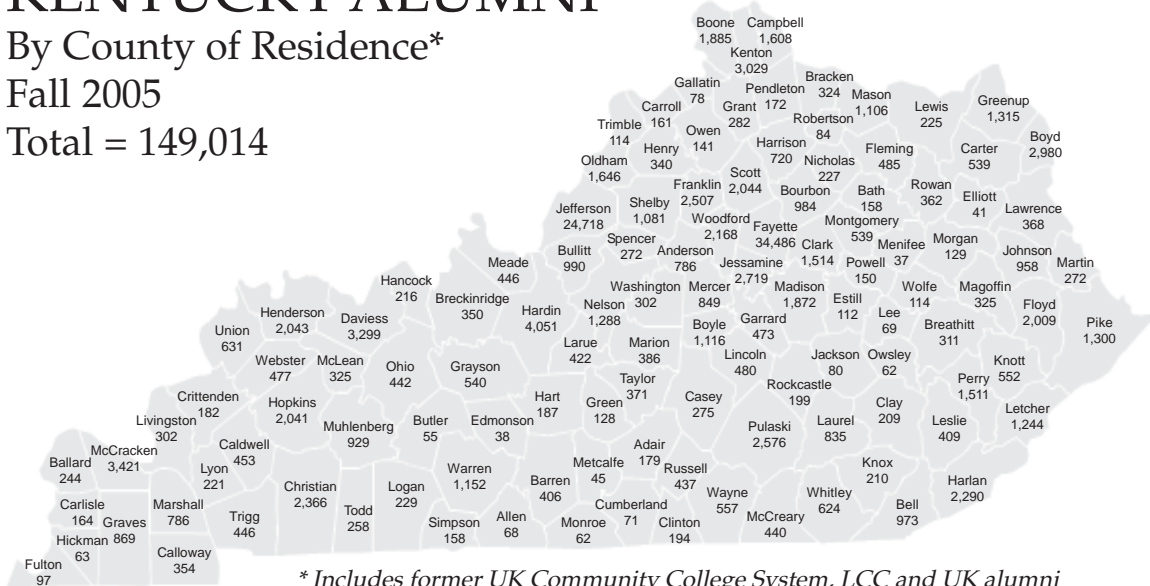 KENTUCKY ALUMNI
By County of Residence*
Fall 2005
Total = 149,014
Boone
1,885
Campbell
1,608
Kenton
3,029
Gallatin
78
Pendleton
172
Bracken
324
Mason
1,106
Lewis
225
Greenup
1,315
Carroll
161
Grant
282
Robertson
84
Boyd
2,980
Trimble
114
Owen
141
Henry
340
Harrison
720
Nicholas
227
Fleming
485
Carter
539
Oldham
1,646
Scott
2,044
Franklin
2,507
Bourbon
984
Bath
158
Rowan
362
Elliott
41
Lawrence
368
Jefferson
24,718
Shelby
1,081
Woodford
2,168
Fayette
34,486
Montgomery
539
Clark
1,514
Menifee
37
Morgan
129
Johnson
958
Martin
272
Bullitt
990
Spencer
272
Anderson
786
Jessamine
2,719
Powell
150
Meade
446
Hancock
216
Breckinridge
350
Hardin
4,051
Nelson
1,288
Washington
302
Mercer
849
Madison
1,872
Estill
112
Wolfe
114
Magoffin
325
Floyd
2,009
Pike
1,300
Lee
69
Breathitt
311
Garrard
473
Boyle
1,116
Henderson
2,043
Daviess
3,299
Union
631
Webster
477
McLean
325
Ohio
442
Grayson
540
Larue
422
Marion
386
Lincoln
480
Jackson
80
Owsley
62
Knott
552
Perry
1,511
Letcher
1,244
Taylor
371
Rockcastle
199
Crittenden
182
Hopkins
2,041
Livingston
302
Muhlenberg
929
Butler
55
Edmonson
38
Hart
187
Green
128
Casey
275
Pulaski
2,576
Laurel
835
Clay
209
Leslie
409
McCracken
3,421
Ballard
244
Caldwell
453
Lyon
221
Adair
179
Metcalfe
45
Russell
437
Knox
210
Harlan
2,290
Warren
1,152
Barren
406
Christian
2,366
Logan
229
Todd
258
Carlisle
164
Graves
869
Marshall
786
Trigg
446
Simpson
158
Allen
68
Monroe
62
Cumberland
71
Clinton
194
Wayne
557
McCreary
440
Whitley
624
Bell
973
Hickman
63
Calloway
354
Fulton
97
* Includes former UK Community College System, LCC and UK alumni